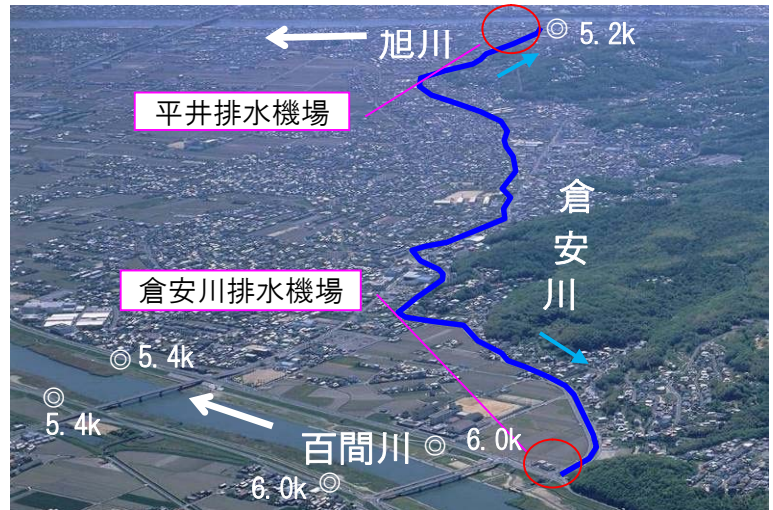 旭川
◎ 5.2k
平井排水機場
倉安川
倉安川排水機場
◎ 5.4k
◎
5.4k
百間川 ◎ 6.0k
6.0k ◎